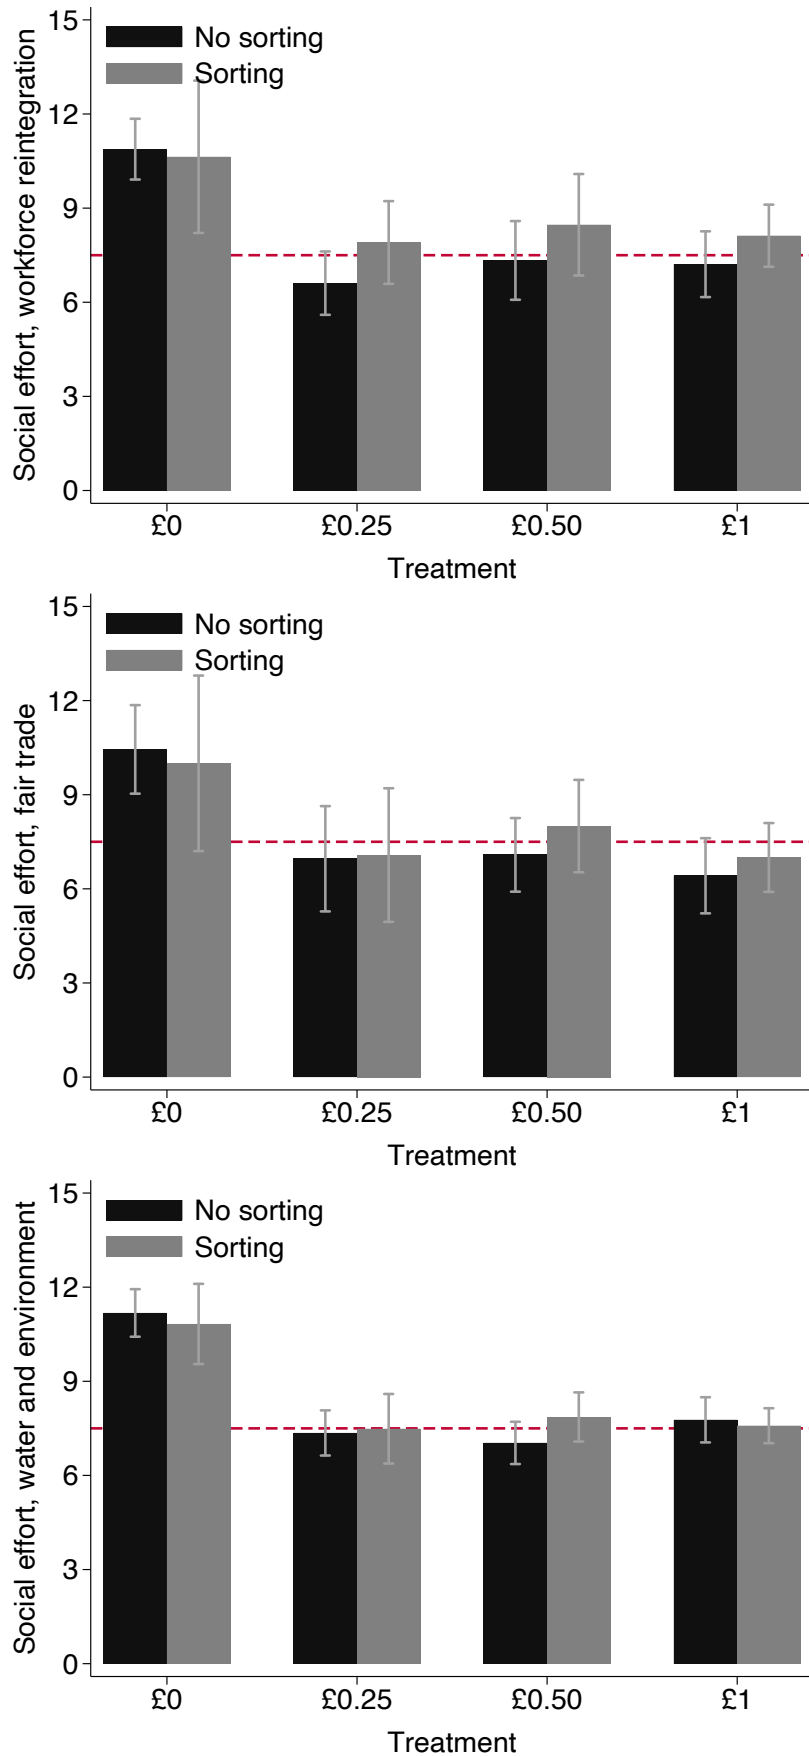 Social effort, workforce reintegration
15
12
9
6
3
0
No sorting
Sorting
£0 £0.25 £0.50 £1
Treatment
Social effort, fair trade
15
12
9
6
3
0
No sorting
Sorting
£0 £0.25 £0.50 £1
Treatment
Social effort, water and environment
15
12
9
6
3
0
No sorting
Sorting
£0 £0.25 £0.50 £1
Treatment